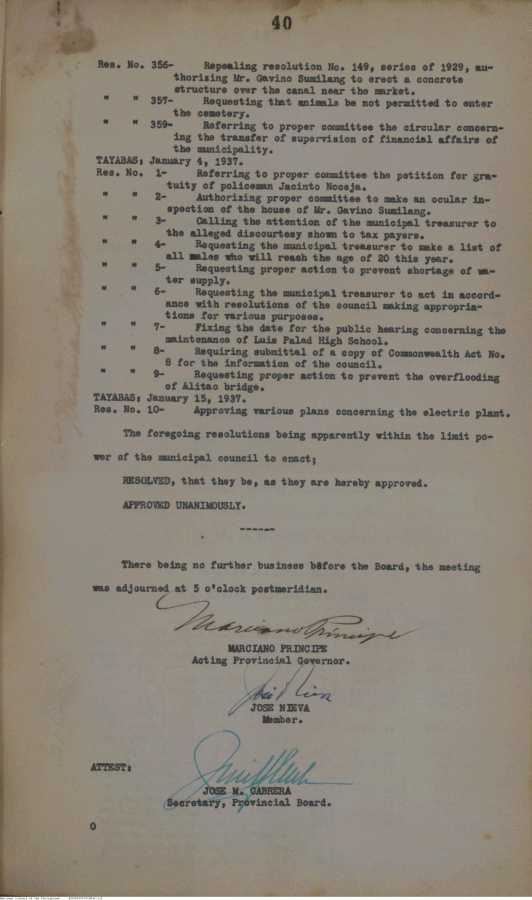 40
Res. No. 356- Repealing resolution No. 149, series of 1929, au-
thorizing Mr. Gavino Sumilang to erect a concrete
structure over the canal near the market.
" " 357- Requesting that animals be not permitted to enter
the cemetery.
" " 359- Referring to proper committee the circular concern-
ing the transfer of supervision of financial affairs of
the municipality.
TAYABAS; January 4, 1937.
Res. No. 1- Referring to proper committee the petition for gra-
tuity of policeman Jacinto Noceja.
" " 2- Authorizing proper committee to make an ocular in-
spection of the house of Mr. Gavino Sumilang.
" " 3- Calling the attention of the municipal treasurer to
the alleged discourtesy shown to tax payers.
" " 4- Requesting the municipal treasurer to make a list of
all males who will reach the age of 20 this year.
" " 5- Requesting proper action to prevent shortage of wa-
ter supply.
" " 6- Requesting the municipal treasurer to act in accord-
ance with resolutions of the council making appropria-
tions for various purposes.
" " 7- Fixing the date for the public hearing concerning the
maintenance of Luis Palad High School.
" " 8- Requiring submittal of a copy of Commonwealth Act No.
8 for the information of the council.
" " 9- Requesting proper action to prevent the overflooding
of Alitao bridge.
TAYABAS; January 15, 1937.
Res. No. 10- Approving various plans concerning the electric plant.
The foregoing resolutions being apparently within the limit po-
wer of the municipal council to enact;
RESOLVED, that they be, as they are hereby approved.
APPROVED UNANIMOUSLY.
------
There being no further business before the Board, the meeting
was adjourned at 5 o'clock postmeridian.
Marciano Principe
MARCIANO PRINCIPE
Acting Provincial Governor.
JOSE NIEVA
Member.
ATTEST:
JOSE M. CABRERA
Secretary, Provincial Board.
O